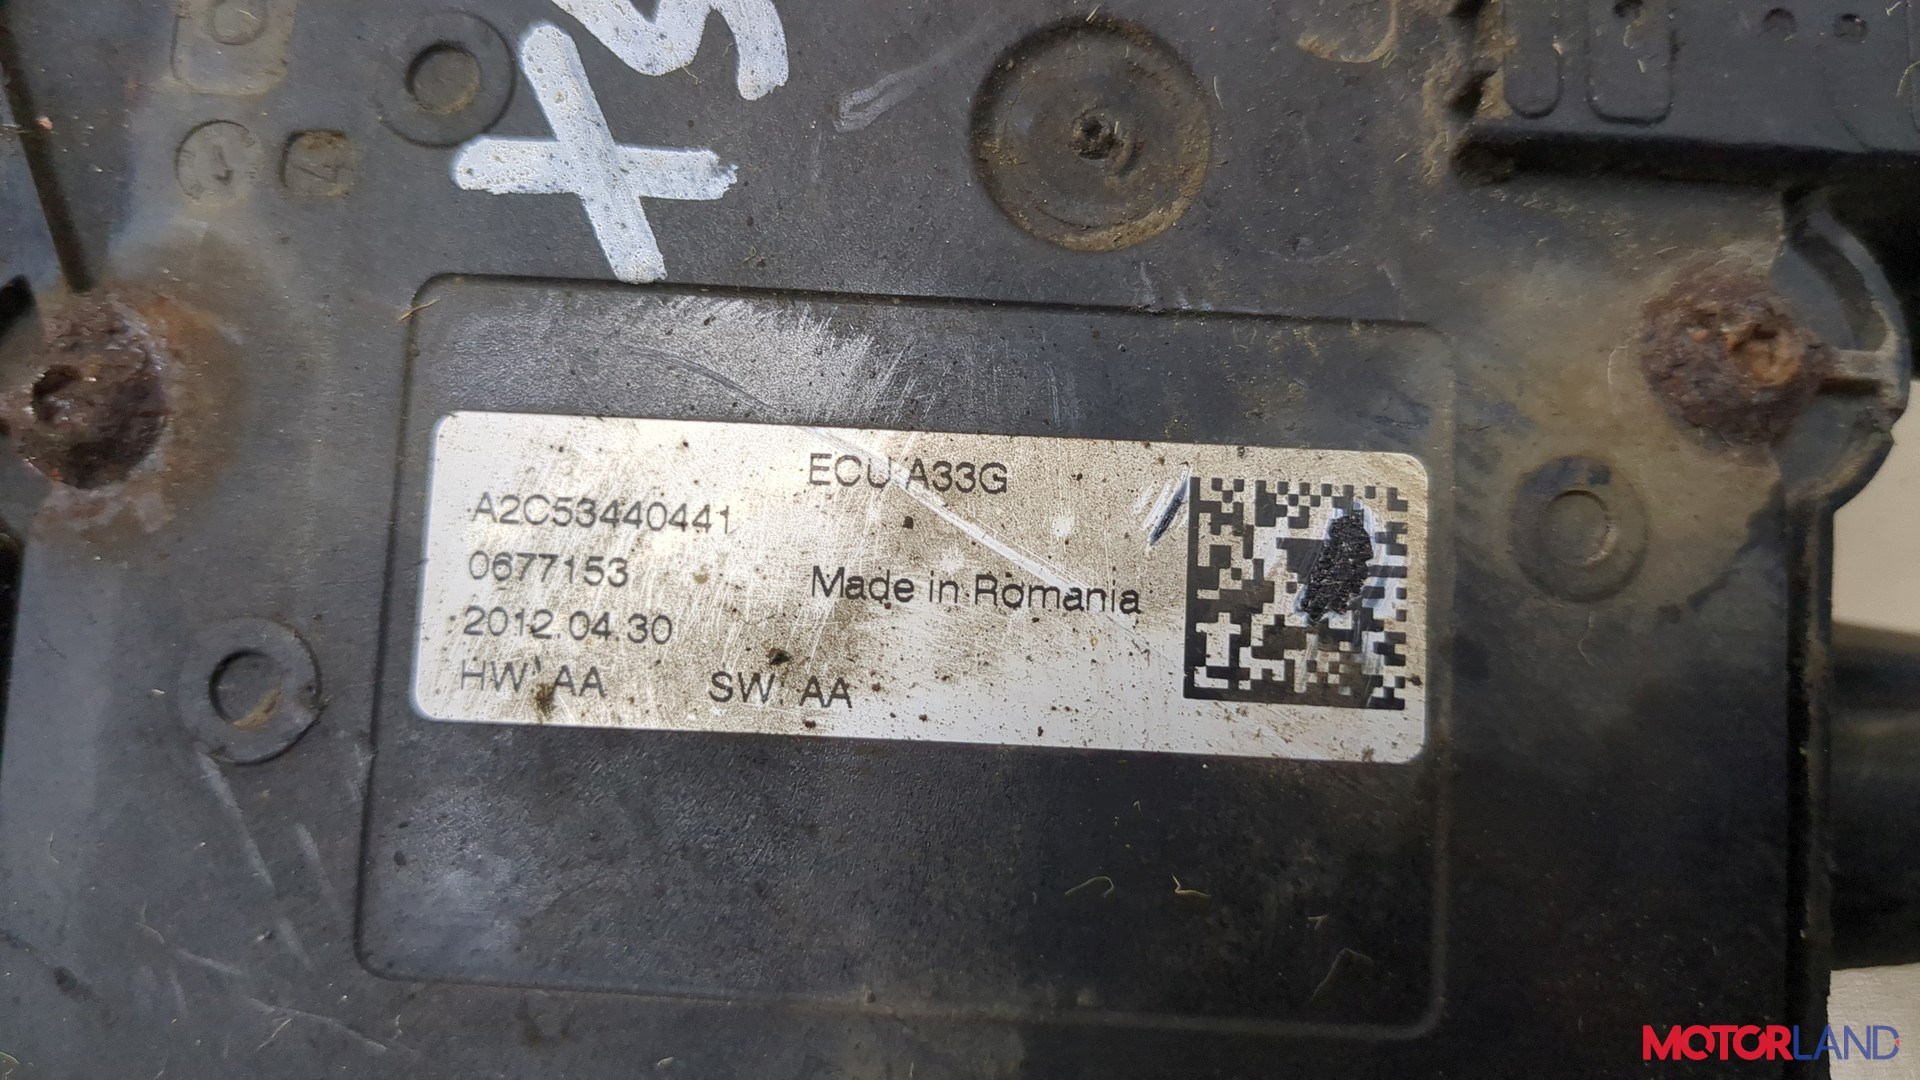 ECU A33G
A2C53440441
0677153
Made in Romania
2012.04.30
HW: AA SW: AA
MOTORLAND